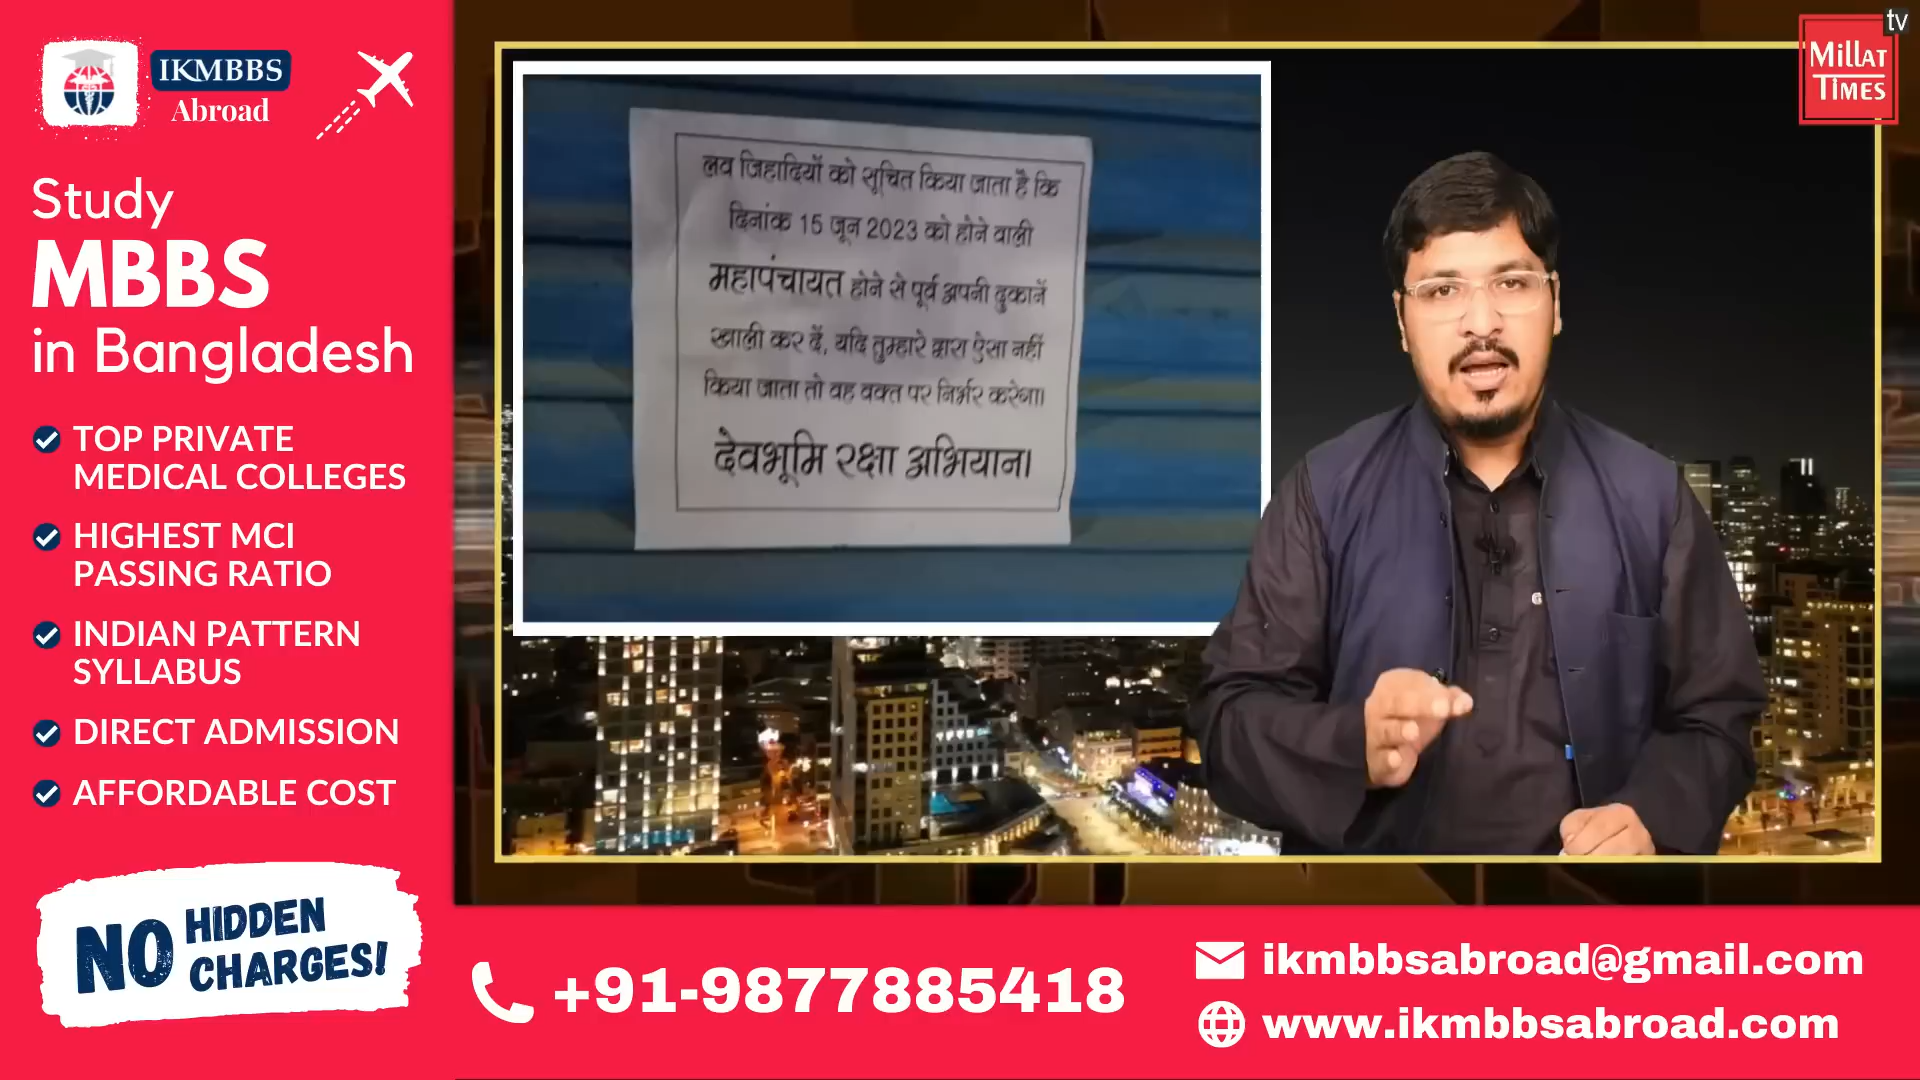 IKMBBS
Abroad
Study
MBBS
in Bangladesh
TOP PRIVATE
MEDICAL COLLEGES
HIGHEST MCI
PASSING RATIO
INDIAN PATTERN
SYLLABUS
DIRECT ADMISSION
AFFORDABLE COST
NO HIDDEN
CHARGES!
लव जिहादियों को सूचित किया जाता है कि
दिनांक 15 जून 2023 को होने वाली
महापंचायत होने से पूर्व अपनी दुकानें
खाली कर दें, यदि तुम्हारे द्वारा ऐसा नहीं
किया जाता तो वह वक्त पर निर्भर करेगा।
देवभूमि रक्षा अभियान।
tv
MILLAT
TIMES
+91-9877885418
ikmbbsabroad@gmail.com
www.ikmbbsabroad.com